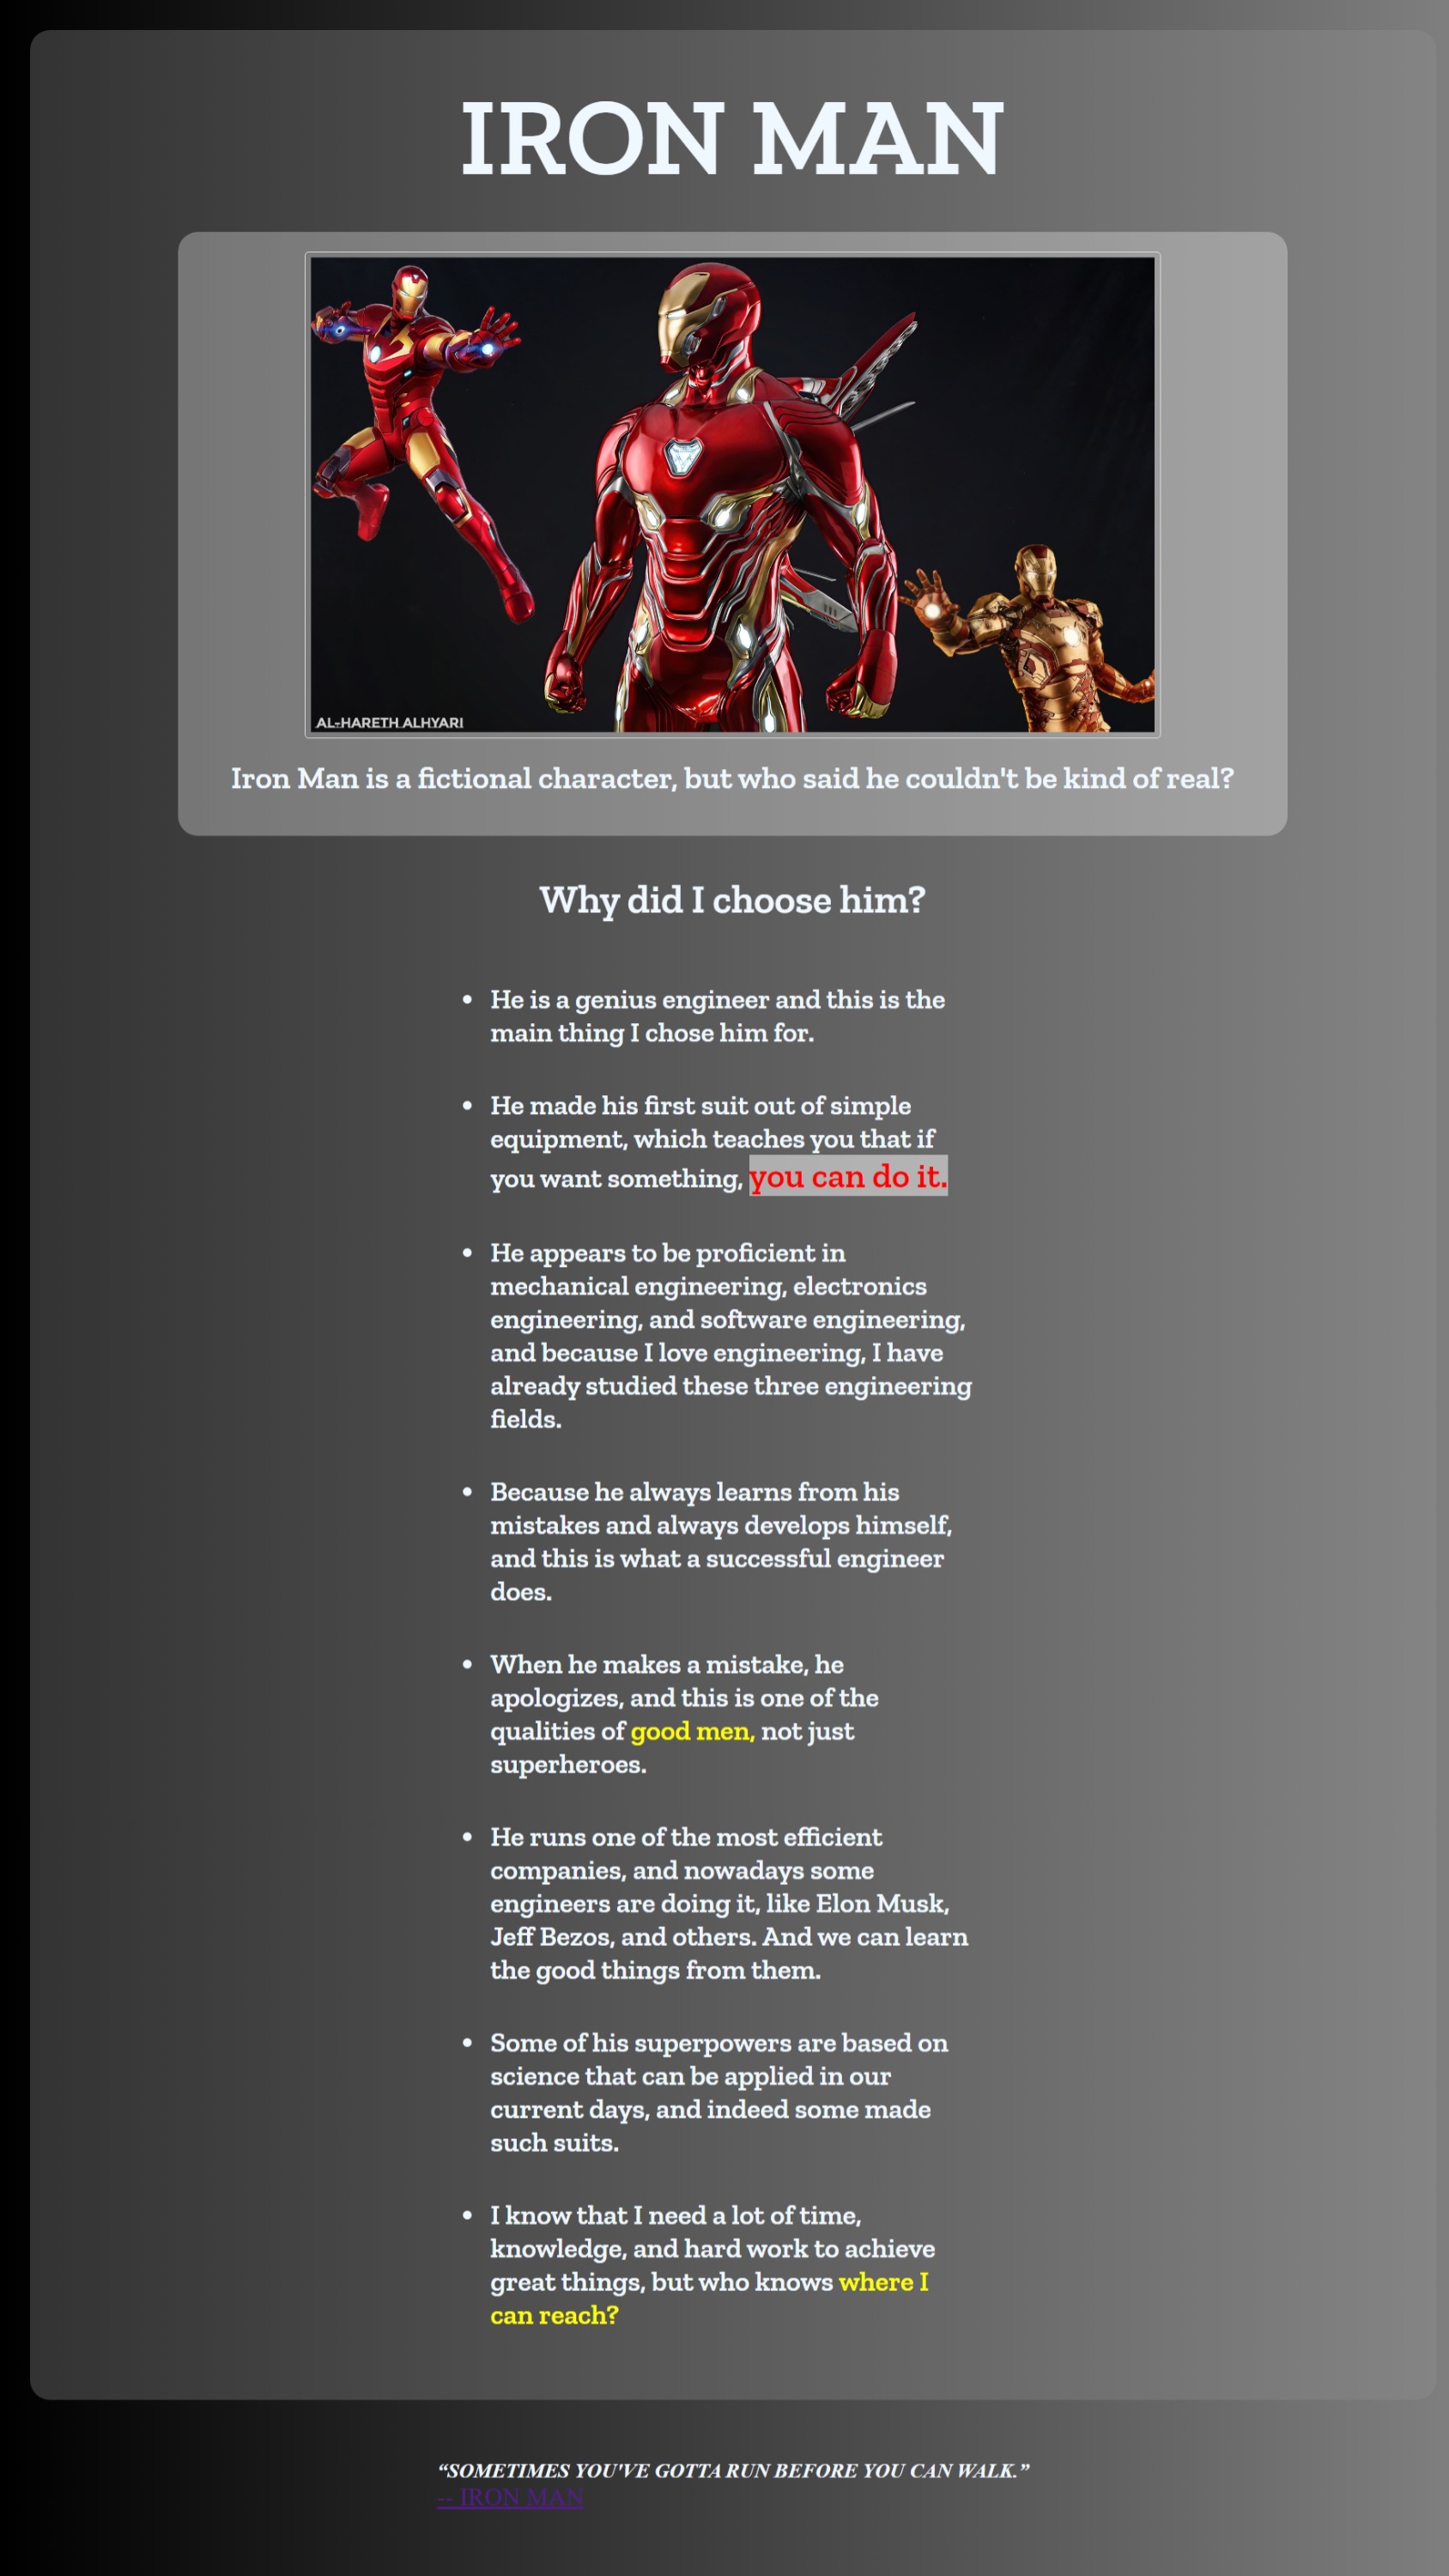 IRON MAN
AL-HARETH ALHYARI
Iron Man is a fictional character, but who said he couldn't be kind of real?
Why did I choose him?
• He is a genius engineer and this is the
main thing I chose him for.
• He made his first suit out of simple
equipment, which teaches you that if
you want something, you can do it.
• He appears to be proficient in
mechanical engineering, electronics
engineering, and software engineering,
and because I love engineering, I have
already studied these three engineering
fields.
• Because he always learns from his
mistakes and always develops himself,
and this is what a successful engineer
does.
• When he makes a mistake, he
apologizes, and this is one of the
qualities of good men, not just
superheroes.
• He runs one of the most efficient
companies, and nowadays some
engineers are doing it, like Elon Musk,
Jeff Bezos, and others. And we can learn
the good things from them.
• Some of his superpowers are based on
science that can be applied in our
current days, and indeed some made
such suits.
• I know that I need a lot of time,
knowledge, and hard work to achieve
great things, but who knows where I
can reach?
“SOMETIMES YOU'VE GOTTA RUN BEFORE YOU CAN WALK.”
-- IRON MAN